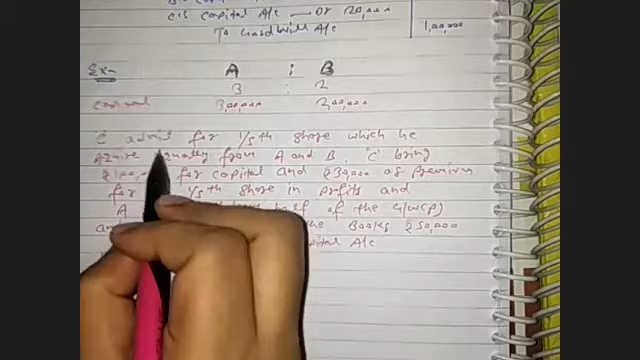 C's Capital A/c — Dr 20,000
To Goodwill A/c 1,00,000
Ex-
A : B
3 : 2
Capital 3,00,000 2,00,000
C admit for 1/5th share which he
Aquire equally from A and B. 'C' bring
for capital and ₹30,000 as premium
for 1/5th share in profits and
A half of the G/W(P)
the Books ₹50,000
Capital A/c